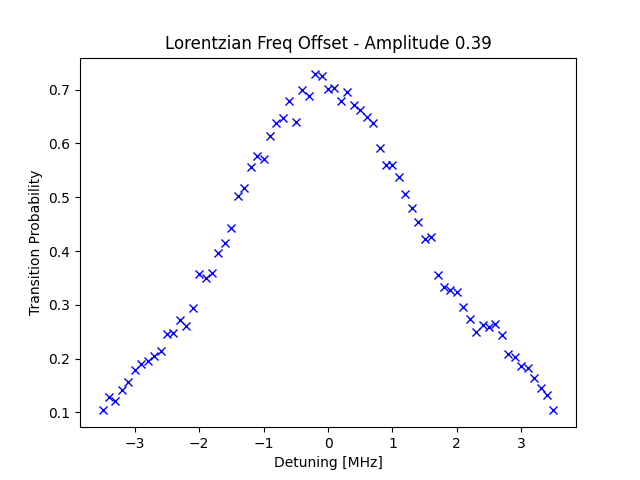 Lorentzian Freq Offset - Amplitude 0.39
Transition Probability
0.7
0.6
0.5
0.4
0.3
0.2
0.1
−3 −2 −1 0 1 2 3
Detuning [MHz]